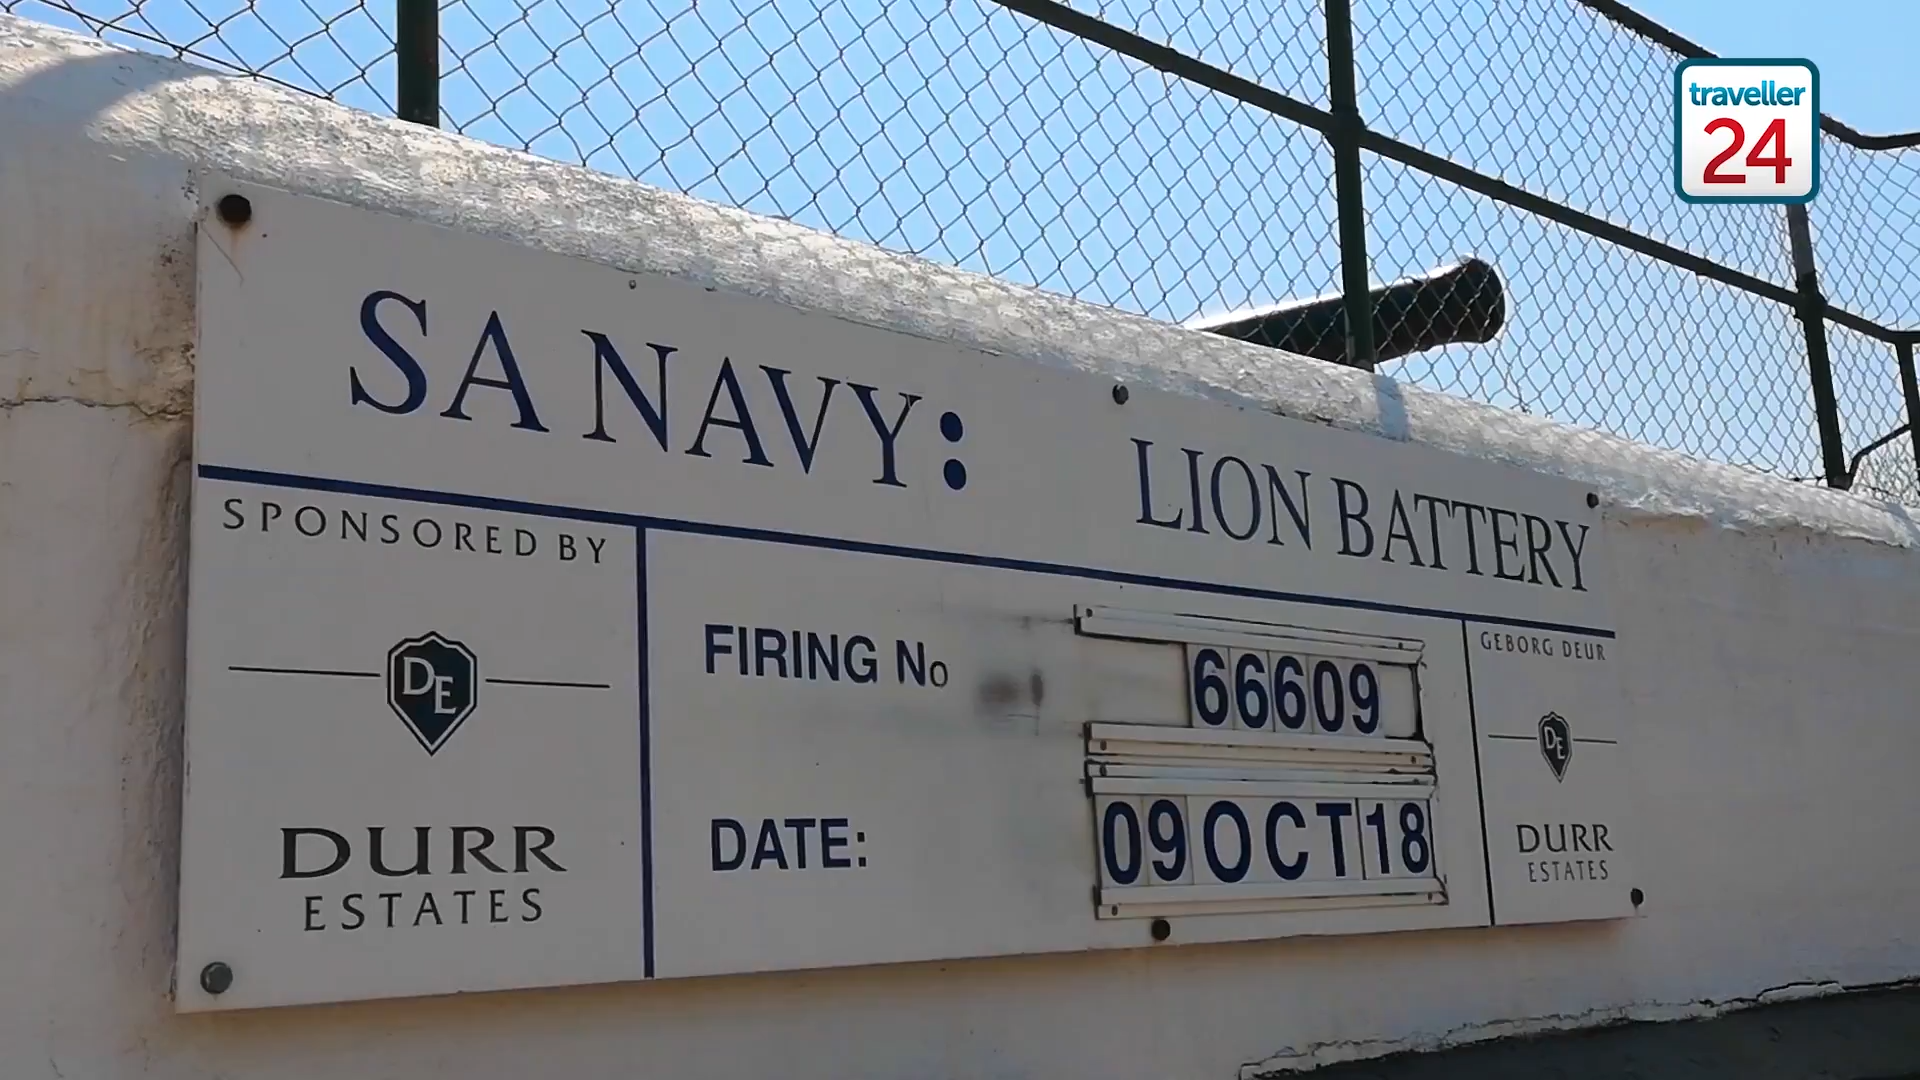 traveller
24
SA NAVY: LION BATTERY
SPONSORED BY
DE
DURR
ESTATES
FIRING No 66609
DATE: 09 OCT 18
GEBORG DEUR
DE
DURR
ESTATES